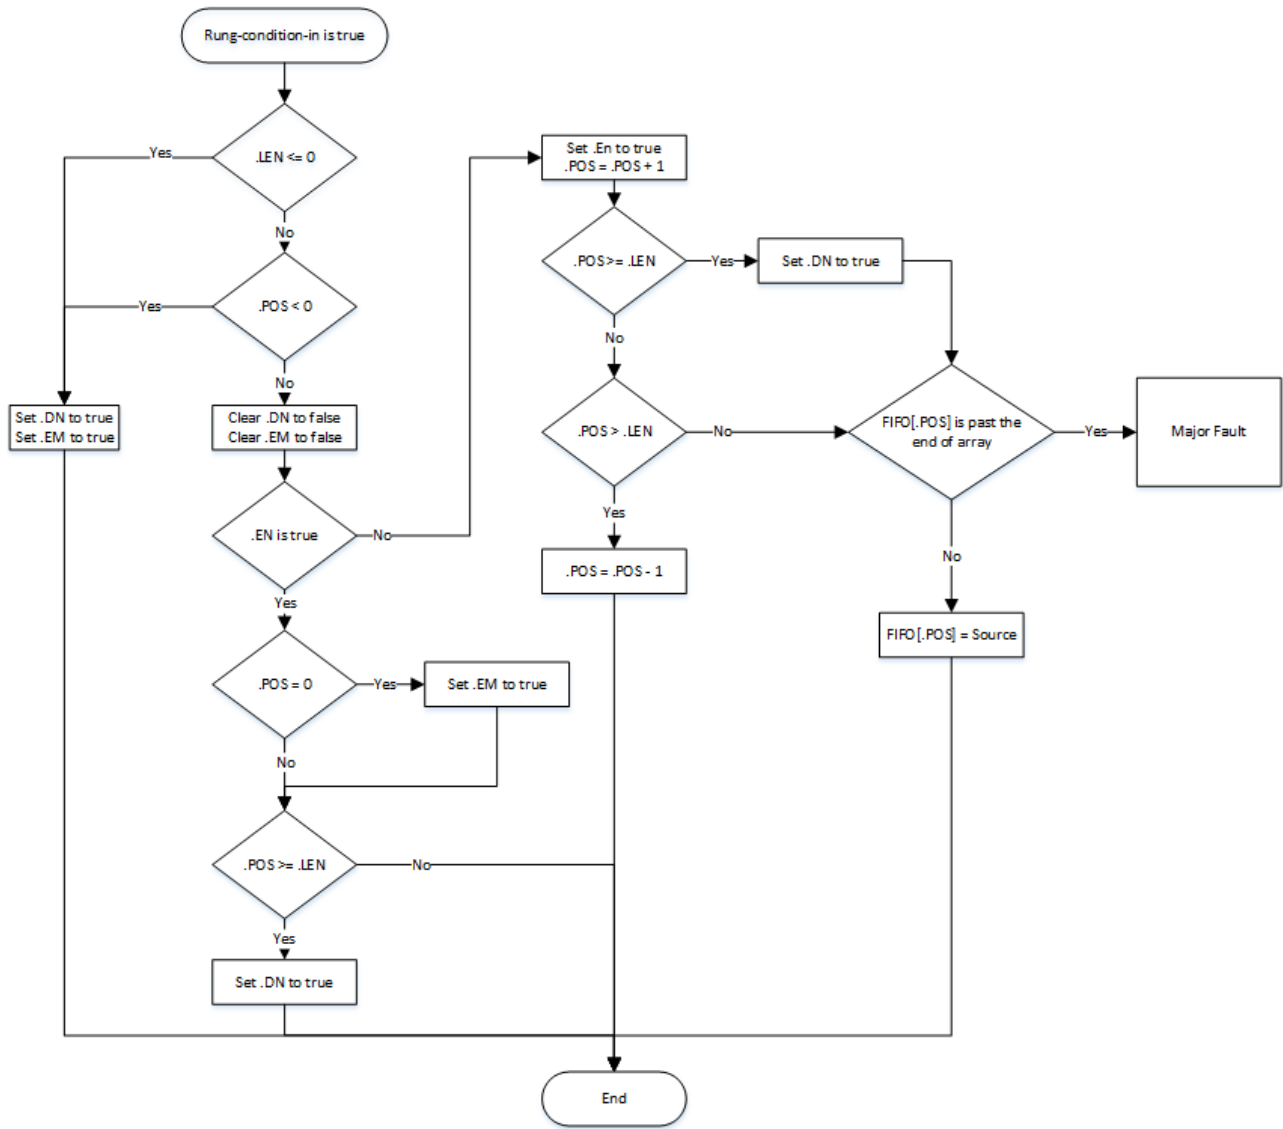 Rung-condition-in is true
.LEN <= 0
Yes
No
.POS < 0
Yes
No
Set .DN to true
Set .EM to true
Clear .DN to false
Clear .EM to false
.EN is true
No
Yes
.POS = 0
Yes
Set .EM to true
No
.POS >= .LEN
No
Yes
Set .DN to true
Set .En to true
.POS = .POS + 1
.POS>= .LEN
Yes
Set .DN to true
No
.POS > .LEN
No
Yes
.POS = .POS - 1
FIFO[.POS] is past the
end of array
Yes
Major Fault
No
FIFO[.POS] = Source
End